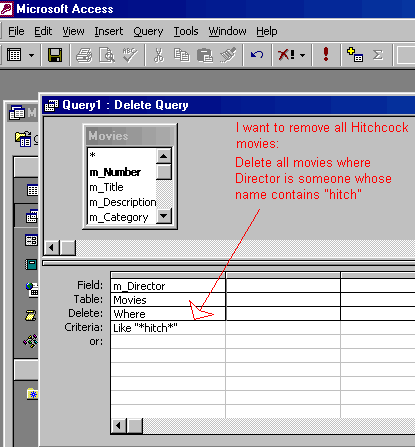 Microsoft Access
File Edit View Insert Query Tools Window Help
Query1 : Delete Query
Movies
*
m_Number
m_Title
m_Description
m_Category
I want to remove all Hitchcock
movies:
Delete all movies where
Director is someone whose
name contains "hitch"
Field: m_Director
Table: Movies
Delete: Where
Criteria: Like "*hitch*"
or: